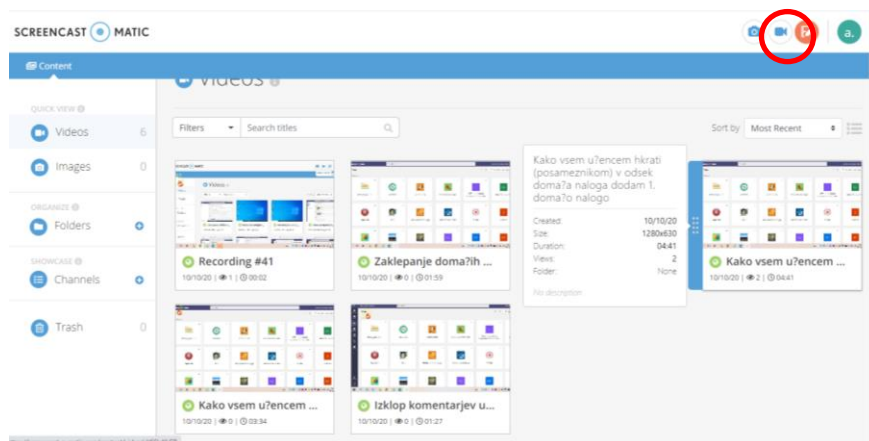 SCREENCAST MATIC
a.
Content
Videos
QUICK VIEW
Videos 6
Images 0
ORGANIZE
Folders
SHOWCASE
Channels
Trash 0
Filters
Search titles
Sort by Most Recent
Recording #41
10/10/20 | 1 | 00:02
Zaklepanje doma?ih ...
10/10/20 | 0 | 01:59
Kako vsem u?encem hkrati
(posameznikom) v odsek
doma?a naloga dodam 1.
doma?o nalogo
Created: 10/10/20
Size: 1280x630
Duration: 04:41
Views: 2
Folder: None
No description
Kako vsem u?encem ...
10/10/20 | 2 | 04:41
Kako vsem u?encem ...
10/10/20 | 0 | 03:34
Izklop komentarjev u...
10/10/20 | 0 | 01:27